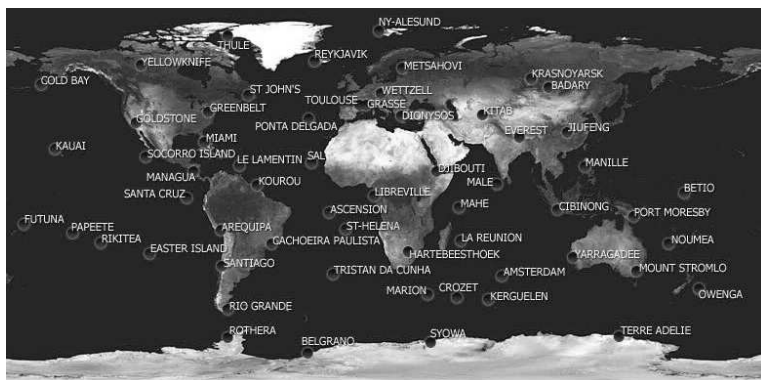 NY-ALESUND
THULE
REYKJAVIK
YELLOWKNIFE
METSAHOVI
COLD BAY
KRASNOYARSK
BADARY
ST JOHN'S
WETTZELL
TOULOUSE
GRASSE
GREENBELT
GOLDSTONE
DIONYSOS
KITAB
PONTA DELGADA
EVEREST
JIUFENG
MIAMI
KAUAI
SOCORRO ISLAND
LE LAMENTIN
SAL
MANILLE
DJIBOUTI
MANAGUA
KOUROU
MALE
SANTA CRUZ
LIBREVILLE
BETIO
MAHE
CIBINONG
ASCENSION
PORT MORESBY
FUTUNA
PAPEETE
AREQUIPA
ST-HELENA
RIKITEA
CACHOEIRA PAULISTA
LA REUNION
NOUMEA
EASTER ISLAND
HARTEBEESTHOEK
YARRAGADEE
SANTIAGO
TRISTAN DA CUNHA
AMSTERDAM
MOUNT STROMLO
MARION
CROZET
KERGUELEN
OWENGA
RIO GRANDE
ROTHERA
SYOWA
TERRE ADELIE
BELGRANO